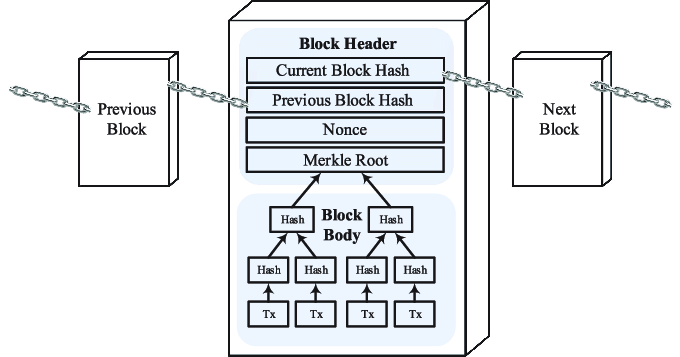 Block Header
Current Block Hash
Previous Block Hash
Nonce
Merkle Root
Previous
Block
Next
Block
Hash
Block
Body
Hash
Hash
Hash
Hash
Hash
Tx
Tx
Tx
Tx